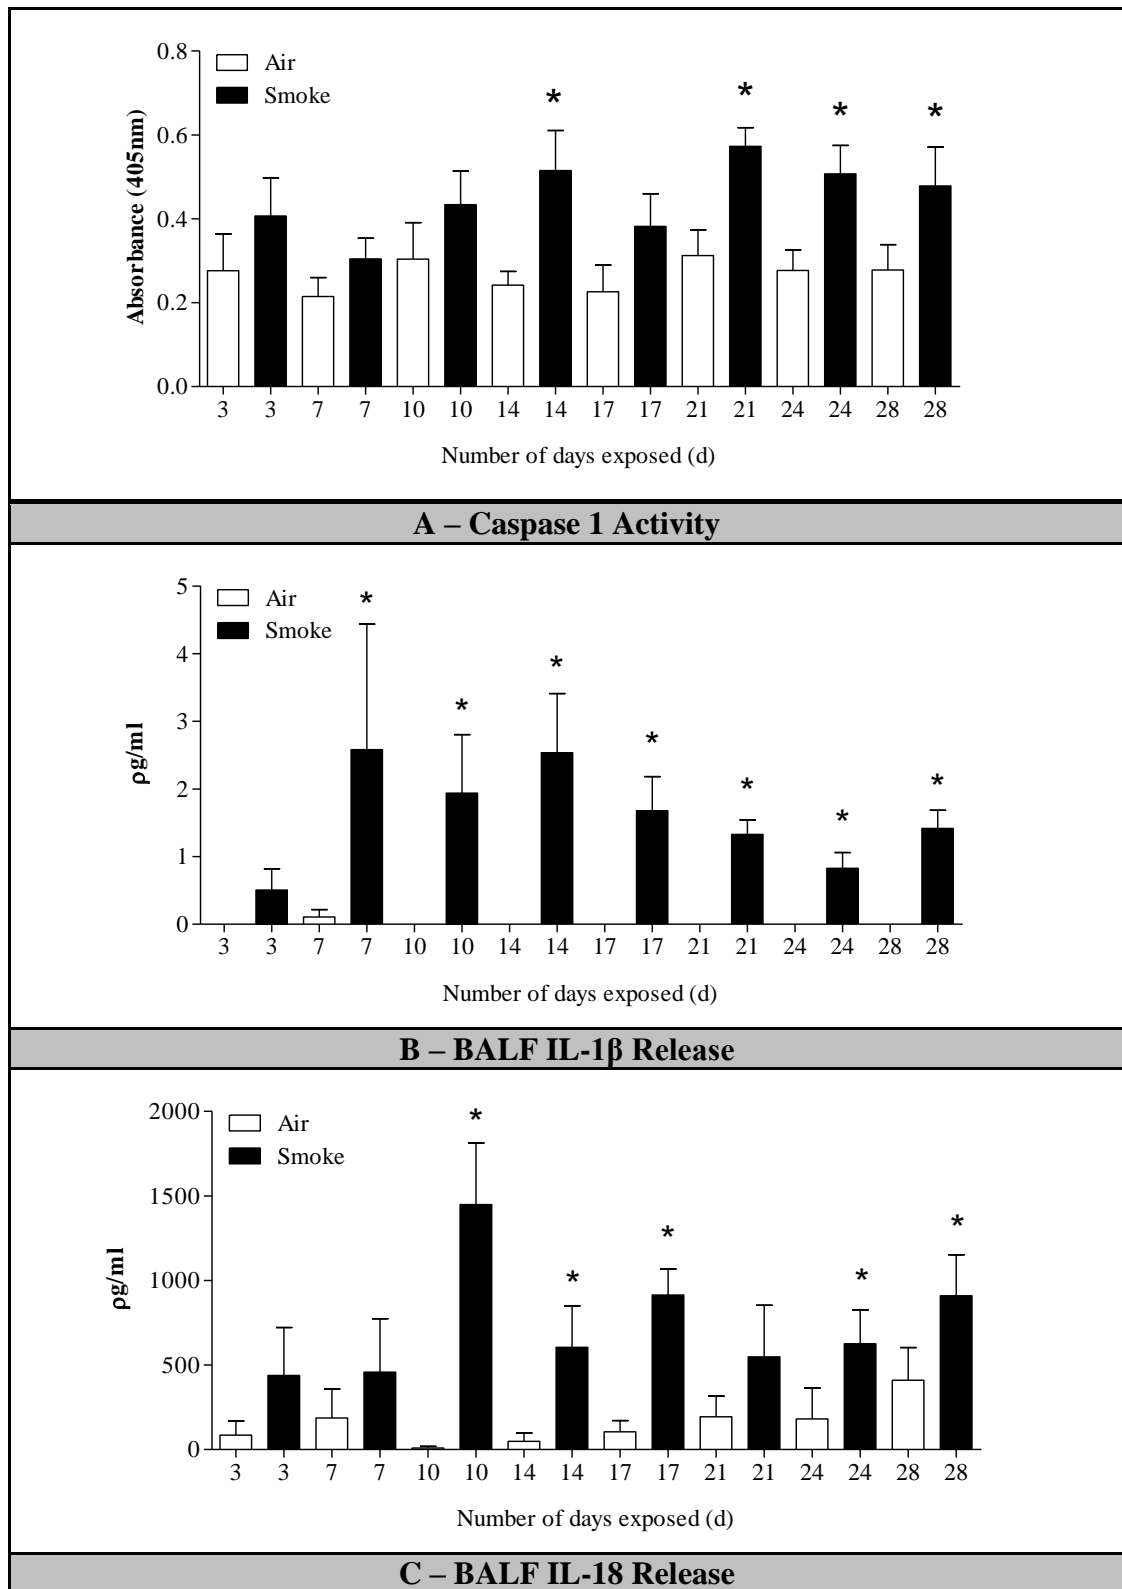 0.8
Air
Smoke
*
*
*
*
0.6
0.4
0.2
0.0
Absorbance (405nm)
3 3 7 7 10 10 14 14 17 17 21 21 24 24 28 28
Number of days exposed (d)
A – Caspase 1 Activity
5
Air
Smoke
*
*
*
*
*
*
*
4
3
2
1
0
ρg/ml
3 3 7 7 10 10 14 14 17 17 21 21 24 24 28 28
Number of days exposed (d)
B – BALF IL-1β Release
2000
Air
Smoke
*
*
*
*
*
1500
1000
500
0
ρg/ml
3 3 7 7 10 10 14 14 17 17 21 21 24 24 28 28
Number of days exposed (d)
C – BALF IL-18 Release